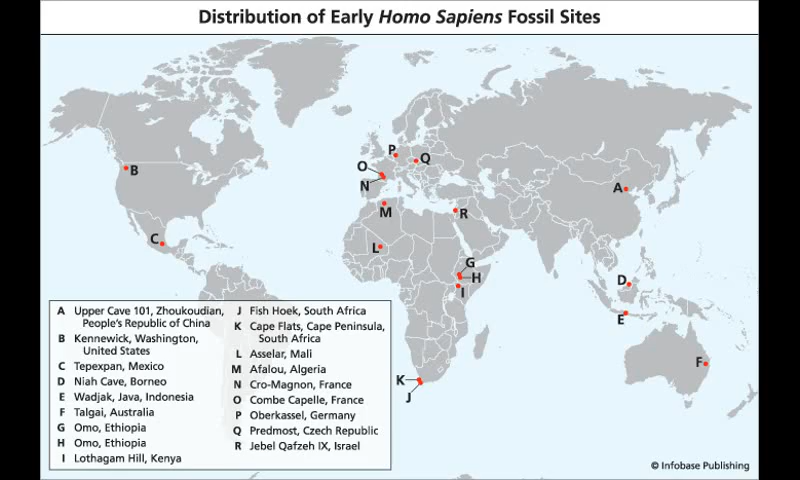 Distribution of Early Homo Sapiens Fossil Sites
P
Q
O
N
B
A
M
R
C
L
G
H
I
D
E
F
K
J
A Upper Cave 101, Zhoukoudian,
People's Republic of China
B Kennewick, Washington,
United States
C Tepexpan, Mexico
D Niah Cave, Borneo
E Wadjak, Java, Indonesia
F Talgai, Australia
G Omo, Ethiopia
H Omo, Ethiopia
I Lothagam Hill, Kenya
J Fish Hoek, South Africa
K Cape Flats, Cape Peninsula,
South Africa
L Asselar, Mali
M Afalou, Algeria
N Cro-Magnon, France
O Combe Capelle, France
P Oberkassel, Germany
Q Predmost, Czech Republic
R Jebel Qafzeh IX, Israel
© Infobase Publishing